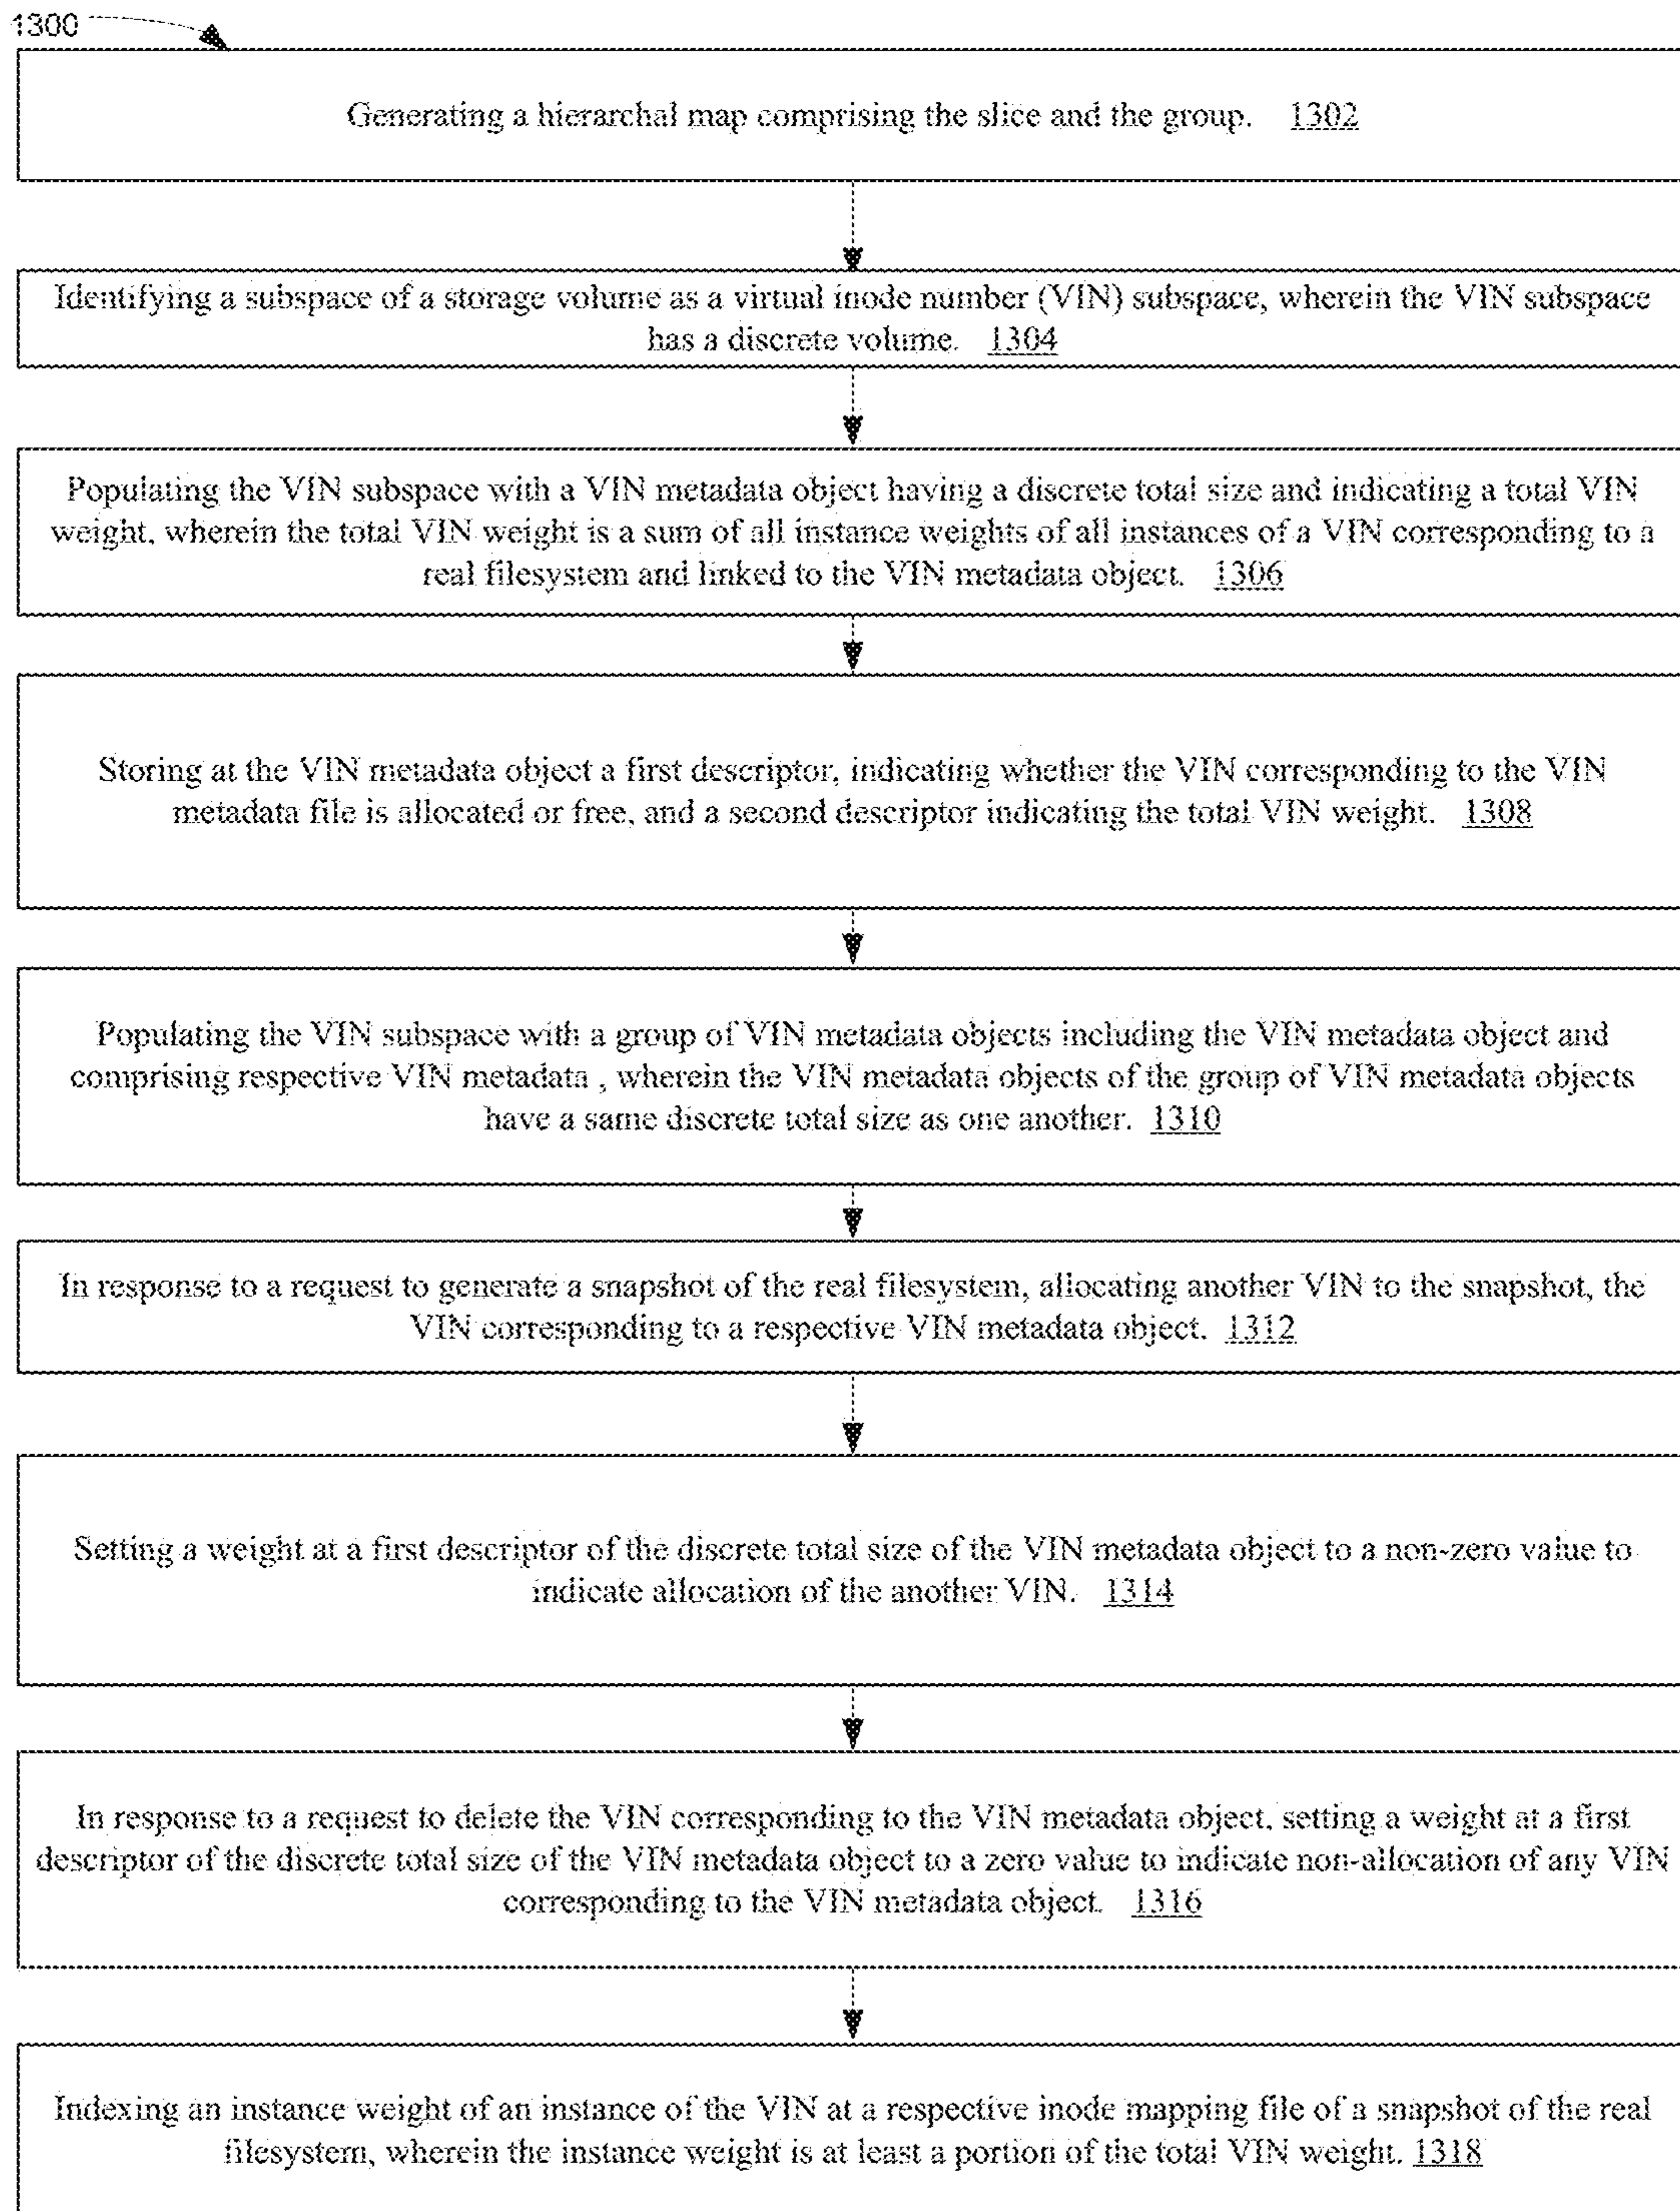 1300
Generating a hierarchal map comprising the slice and the group. 1302
Identifying a subspace of a storage volume as a virtual inode number (VIN) subspace, wherein the VIN subspace
has a discrete volume. 1304
Populating the VIN subspace with a VIN metadata object having a discrete total size and indicating a total VIN
weight, wherein the total VIN weight is a sum of all instance weights of all instances of a VIN corresponding to a
real filesystem and linked to the VIN metadata object. 1306
Storing at the VIN metadata object a first descriptor, indicating whether the VIN corresponding to the VIN
metadata file is allocated or free, and a second descriptor indicating the total VIN weight. 1308
Populating the VIN subspace with a group of VIN metadata objects including the VIN metadata object and
comprising respective VIN metadata , wherein the VIN metadata objects of the group of VIN metadata objects
have a same discrete total size as one another. 1310
In response to a request to generate a snapshot of the real filesystem, allocating another VIN to the snapshot, the
VIN corresponding to a respective VIN metadata object. 1312
Setting a weight at a first descriptor of the discrete total size of the VIN metadata object to a non-zero value to
indicate allocation of the another VIN. 1314
In response to a request to delete the VIN corresponding to the VIN metadata object, setting a weight at a first
descriptor of the discrete total size of the VIN metadata object to a zero value to indicate non-allocation of any VIN
corresponding to the VIN metadata object. 1316
Indexing an instance weight of an instance of the VIN at a respective inode mapping file of a snapshot of the real
filesystem, wherein the instance weight is at least a portion of the total VIN weight. 1318